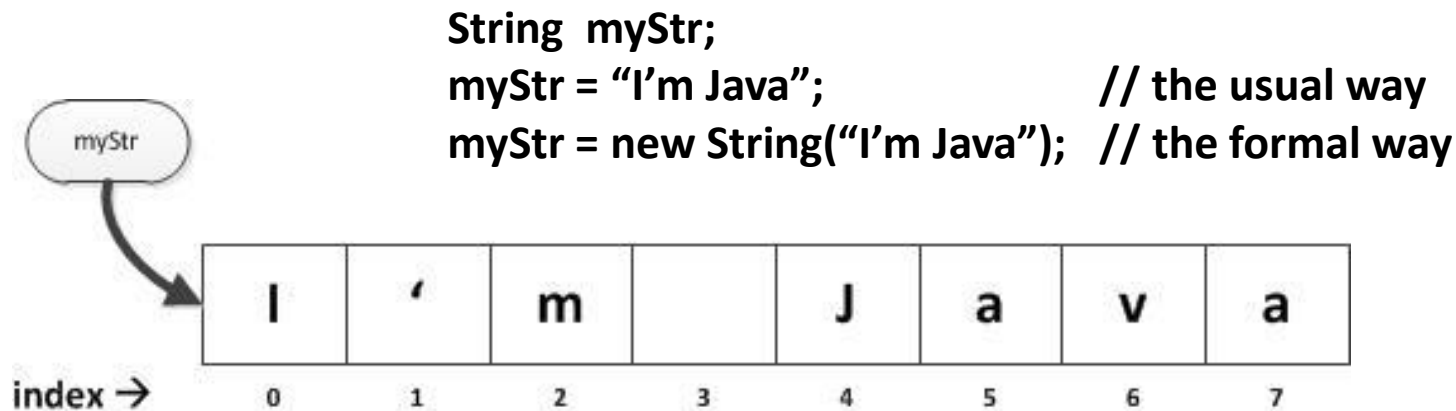 String myStr;
myStr = “I’m Java”; // the usual way
myStr = new String(“I’m Java”); // the formal way
myStr
I ‘ m J a v a
index → 0 1 2 3 4 5 6 7